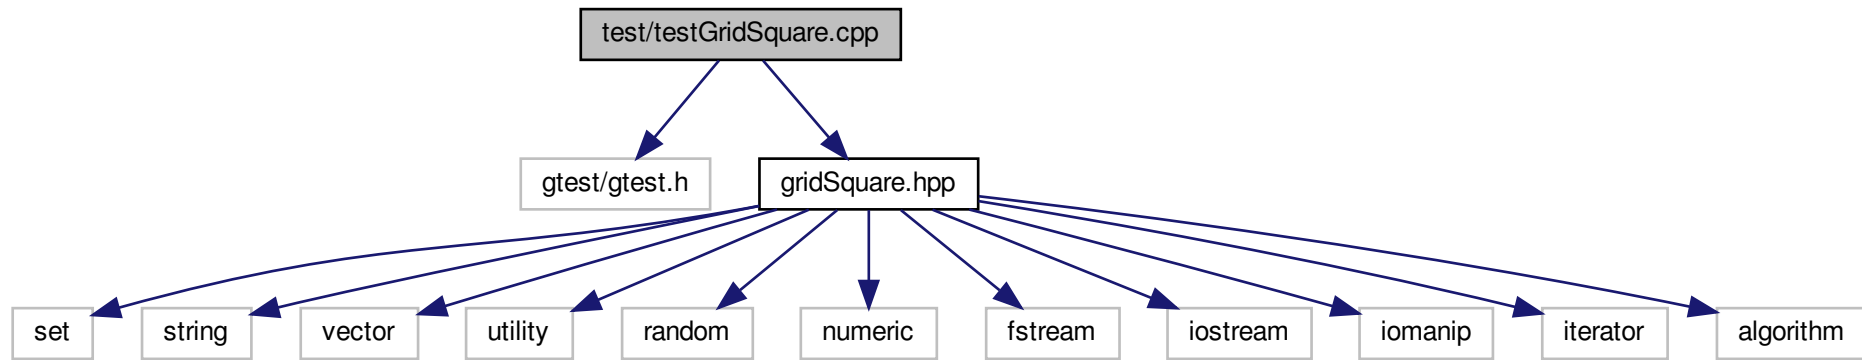 test/testGridSquare.cpp
gtest/gtest.h
gridSquare.hpp
set
string
vector
utility
random
numeric
fstream
iostream
iomanip
iterator
algorithm